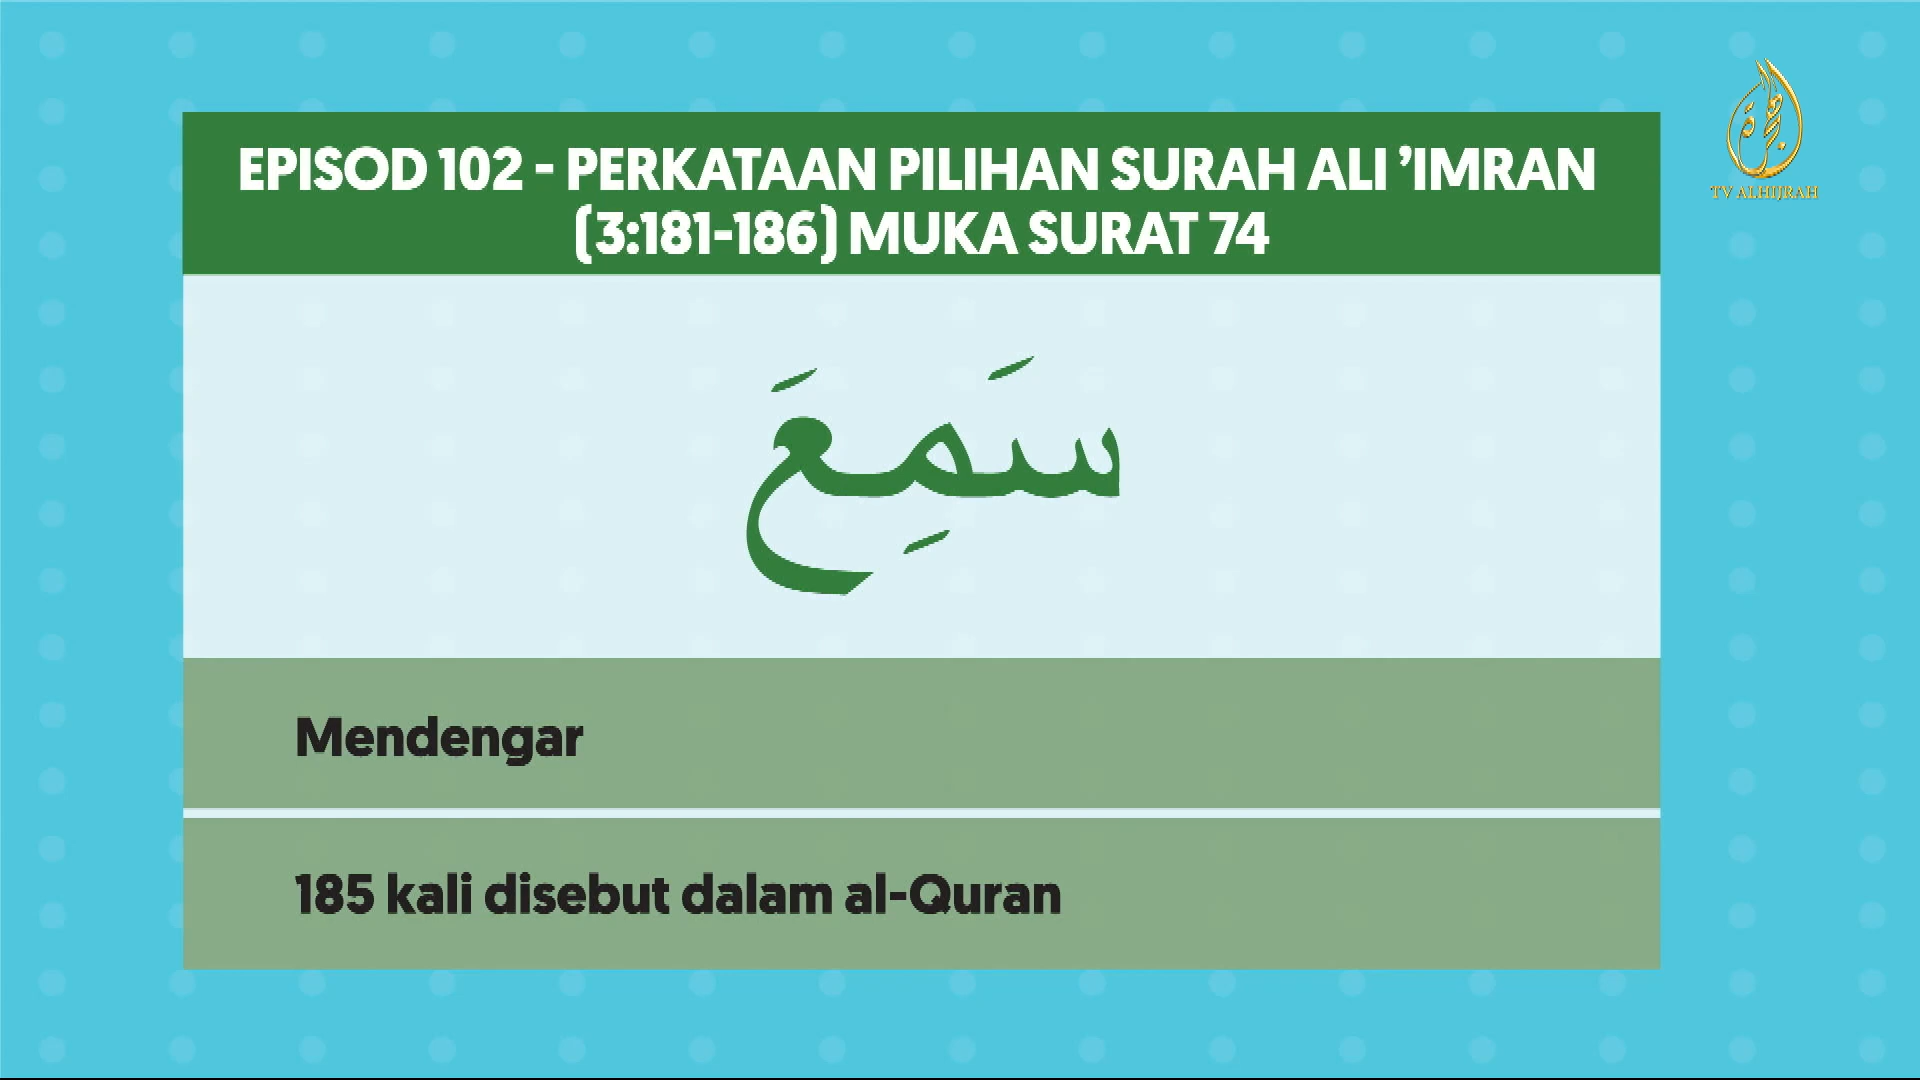 EPISOD 102 - PERKATAAN PILIHAN SURAH ALI ’IMRAN
(3:181-186) MUKA SURAT 74
سَمِعَ
Mendengar
185 kali disebut dalam al-Quran
هجرة
TV ALHIJRAH